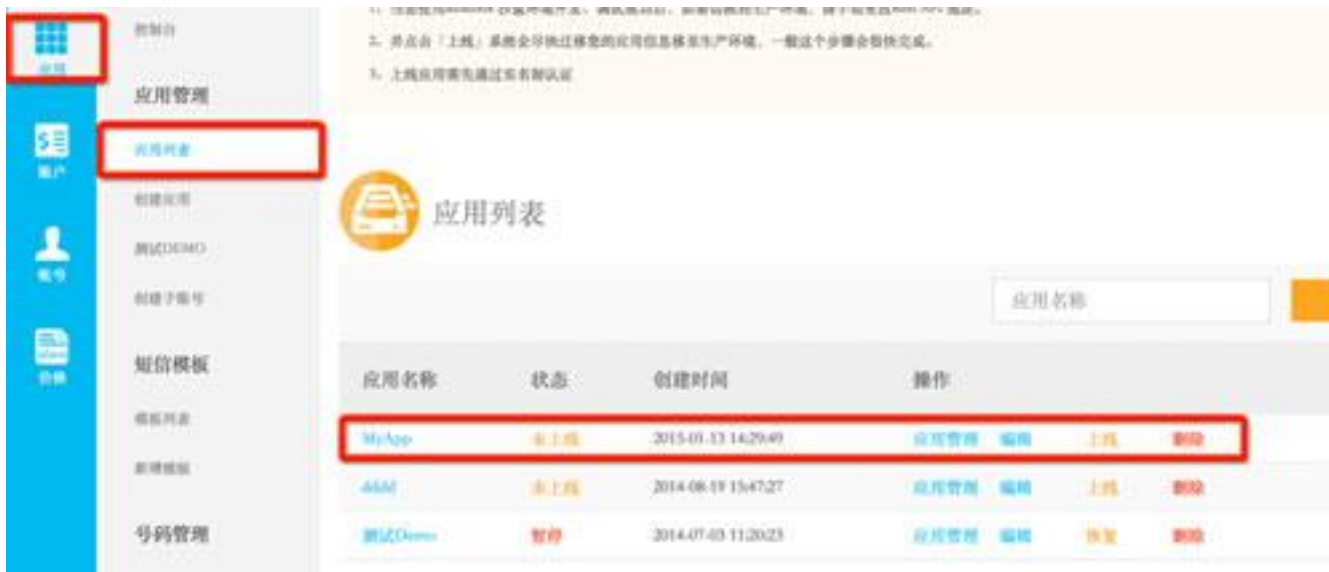 应用
控制台
应用管理
应用列表
创建应用
测试DEMO
创建子账号
短信模板
模板列表
新增模板
号码管理
账户
账号
价格
2、并点击「上线」系统会尽快迁移您的应用信息移至生产环境，一般这个步骤会很快完成。
3、上线应用需先通过实名制认证
应用列表
应用名称
应用名称 状态 创建时间 操作
MyApp 未上线 2015-01-13 14:29:49 应用管理 编辑 上线 删除
未上线 2014-08-19 15:47:27 应用管理 编辑 上线 删除
测试Demo 暂停 2014-07-03 11:20:23 应用管理 编辑 恢复 删除